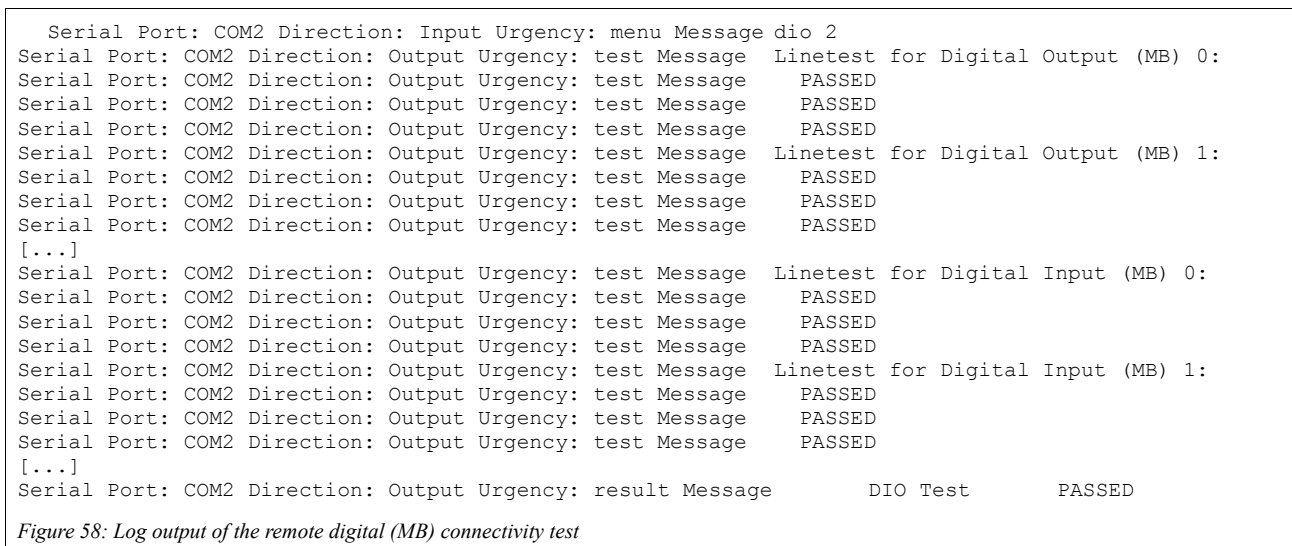 Serial Port: COM2 Direction: Input Urgency: menu Message dio 2
Serial Port: COM2 Direction: Output Urgency: test Message Linetest for Digital Output (MB) 0:
Serial Port: COM2 Direction: Output Urgency: test Message PASSED
Serial Port: COM2 Direction: Output Urgency: test Message PASSED
Serial Port: COM2 Direction: Output Urgency: test Message PASSED
Serial Port: COM2 Direction: Output Urgency: test Message Linetest for Digital Output (MB) 1:
Serial Port: COM2 Direction: Output Urgency: test Message PASSED
Serial Port: COM2 Direction: Output Urgency: test Message PASSED
Serial Port: COM2 Direction: Output Urgency: test Message PASSED
[...]
Serial Port: COM2 Direction: Output Urgency: test Message Linetest for Digital Input (MB) 0:
Serial Port: COM2 Direction: Output Urgency: test Message PASSED
Serial Port: COM2 Direction: Output Urgency: test Message PASSED
Serial Port: COM2 Direction: Output Urgency: test Message PASSED
Serial Port: COM2 Direction: Output Urgency: test Message Linetest for Digital Input (MB) 1:
Serial Port: COM2 Direction: Output Urgency: test Message PASSED
Serial Port: COM2 Direction: Output Urgency: test Message PASSED
Serial Port: COM2 Direction: Output Urgency: test Message PASSED
[...]
Serial Port: COM2 Direction: Output Urgency: result Message DIO Test PASSED
Figure 58: Log output of the remote digital (MB) connectivity test